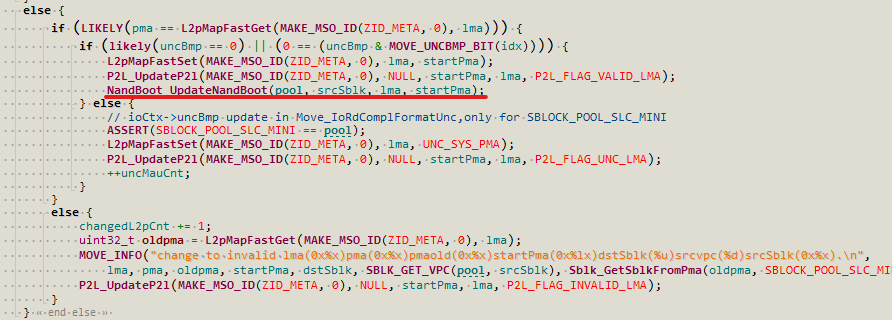 else {
if (LIKELY(pma == L2pMapFastGet(MAKE_MSO_ID(ZID_META, 0), lma))) {
if (likely(uncBmp == 0) || (0 == (uncBmp & MOVE_UNCBMP_BIT(idx)))) {
L2pMapFastSet(MAKE_MSO_ID(ZID_META, 0), lma, startPma);
P2L_UpdateP2l(MAKE_MSO_ID(ZID_META, 0), NULL, startPma, lma, P2L_FLAG_VALID_LMA);
NandBoot_UpdateNandBoot(pool, srcSblk, lma, startPma);
} else {
// ioCtx->uncBmp update in Move_IoRdComplFormatUnc,only for SBLOCK_POOL_SLC_MINI
ASSERT(SBLOCK_POOL_SLC_MINI == pool);
L2pMapFastSet(MAKE_MSO_ID(ZID_META, 0), lma, UNC_SYS_PMA);
P2L_UpdateP2l(MAKE_MSO_ID(ZID_META, 0), NULL, startPma, lma, P2L_FLAG_UNC_LMA);
++uncMauCnt;
}
}
else {
changedL2pCnt += 1;
uint32_t oldpma = L2pMapFastGet(MAKE_MSO_ID(ZID_META, 0), lma);
MOVE_INFO("change to invalid lma(0x%x)pma(0x%x)pmaold(0x%x)startPma(0x%lx)dstSblk(%u)srcvpc(%d)srcSblk(0x%x).\n",
lma, pma, oldpma, startPma, dstSblk, SBLK_GET_VPC(pool, srcSblk), Sblk_GetSblkFromPma(oldpma, SBLOCK_POOL_SLC_MI
P2L_UpdateP2l(MAKE_MSO_ID(ZID_META, 0), NULL, startPma, lma, P2L_FLAG_INVALID_LMA);
}
} « end else »